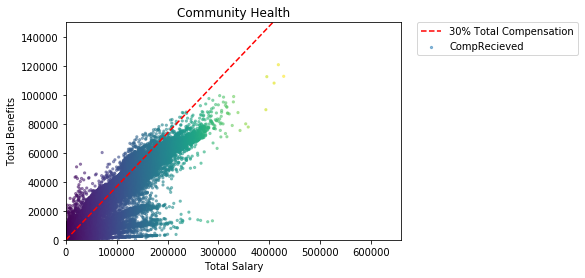 Community Health
140000
120000
100000
80000
60000
40000
20000
0
Total Benefits
0 100000 200000 300000 400000 500000 600000
Total Salary
30% Total Compensation
CompRecieved